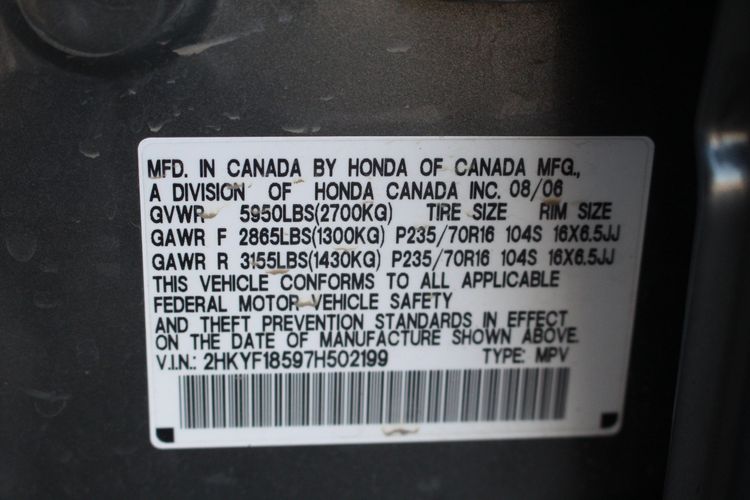 MFD. IN CANADA BY HONDA OF CANADA MFG.,
A DIVISION OF HONDA CANADA INC. 08/06
GVWR 5950LBS(2700KG) TIRE SIZE RIM SIZE
GAWR F 2865LBS(1300KG) P235/70R16 104S 16X6.5JJ
GAWR R 3155LBS(1430KG) P235/70R16 104S 16X6.5JJ
THIS VEHICLE CONFORMS TO ALL APPLICABLE
FEDERAL MOTOR VEHICLE SAFETY
AND THEFT PREVENTION STANDARDS IN EFFECT
ON THE DATE OF MANUFACTURE SHOWN ABOVE.
V.I.N.: 2HKYF18597H502199 TYPE: MPV